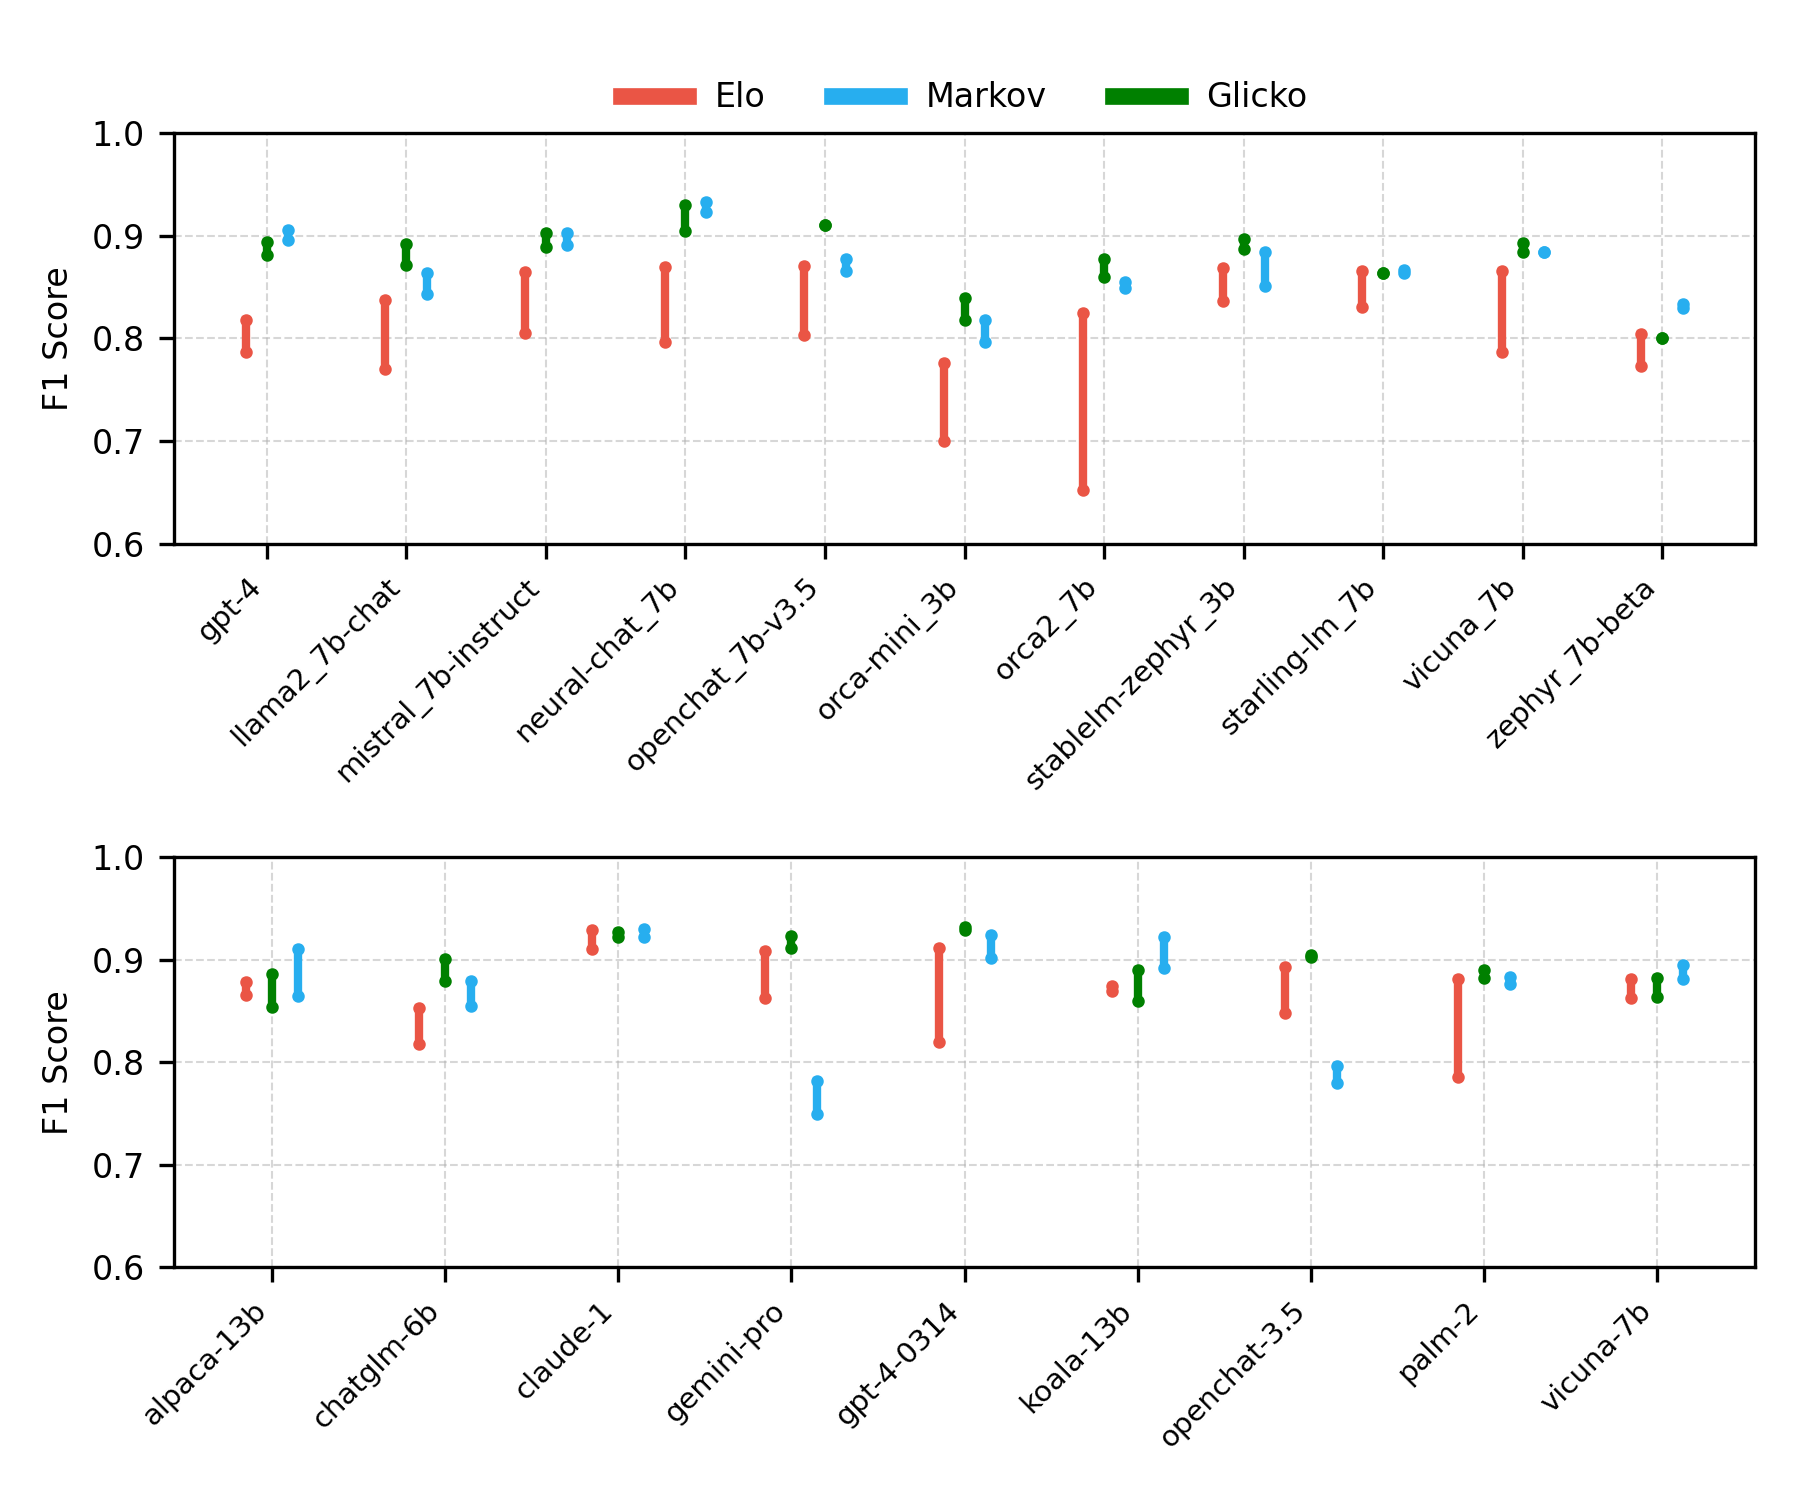 Elo Markov Glicko
1.0
0.9
0.8
0.7
0.6
F1 Score
gpt-4
llama2_7b-chat
mistral_7b-instruct
neural-chat_7b
openchat_7b-v3.5
orca-mini_3b
orca2_7b
stablelm-zephyr_3b
starling-lm_7b
vicuna_7b
zephyr_7b-beta
1.0
0.9
0.8
0.7
0.6
F1 Score
alpaca-13b
chatglm-6b
claude-1
gemini-pro
gpt-4-0314
koala-13b
openchat-3.5
palm-2
vicuna-7b